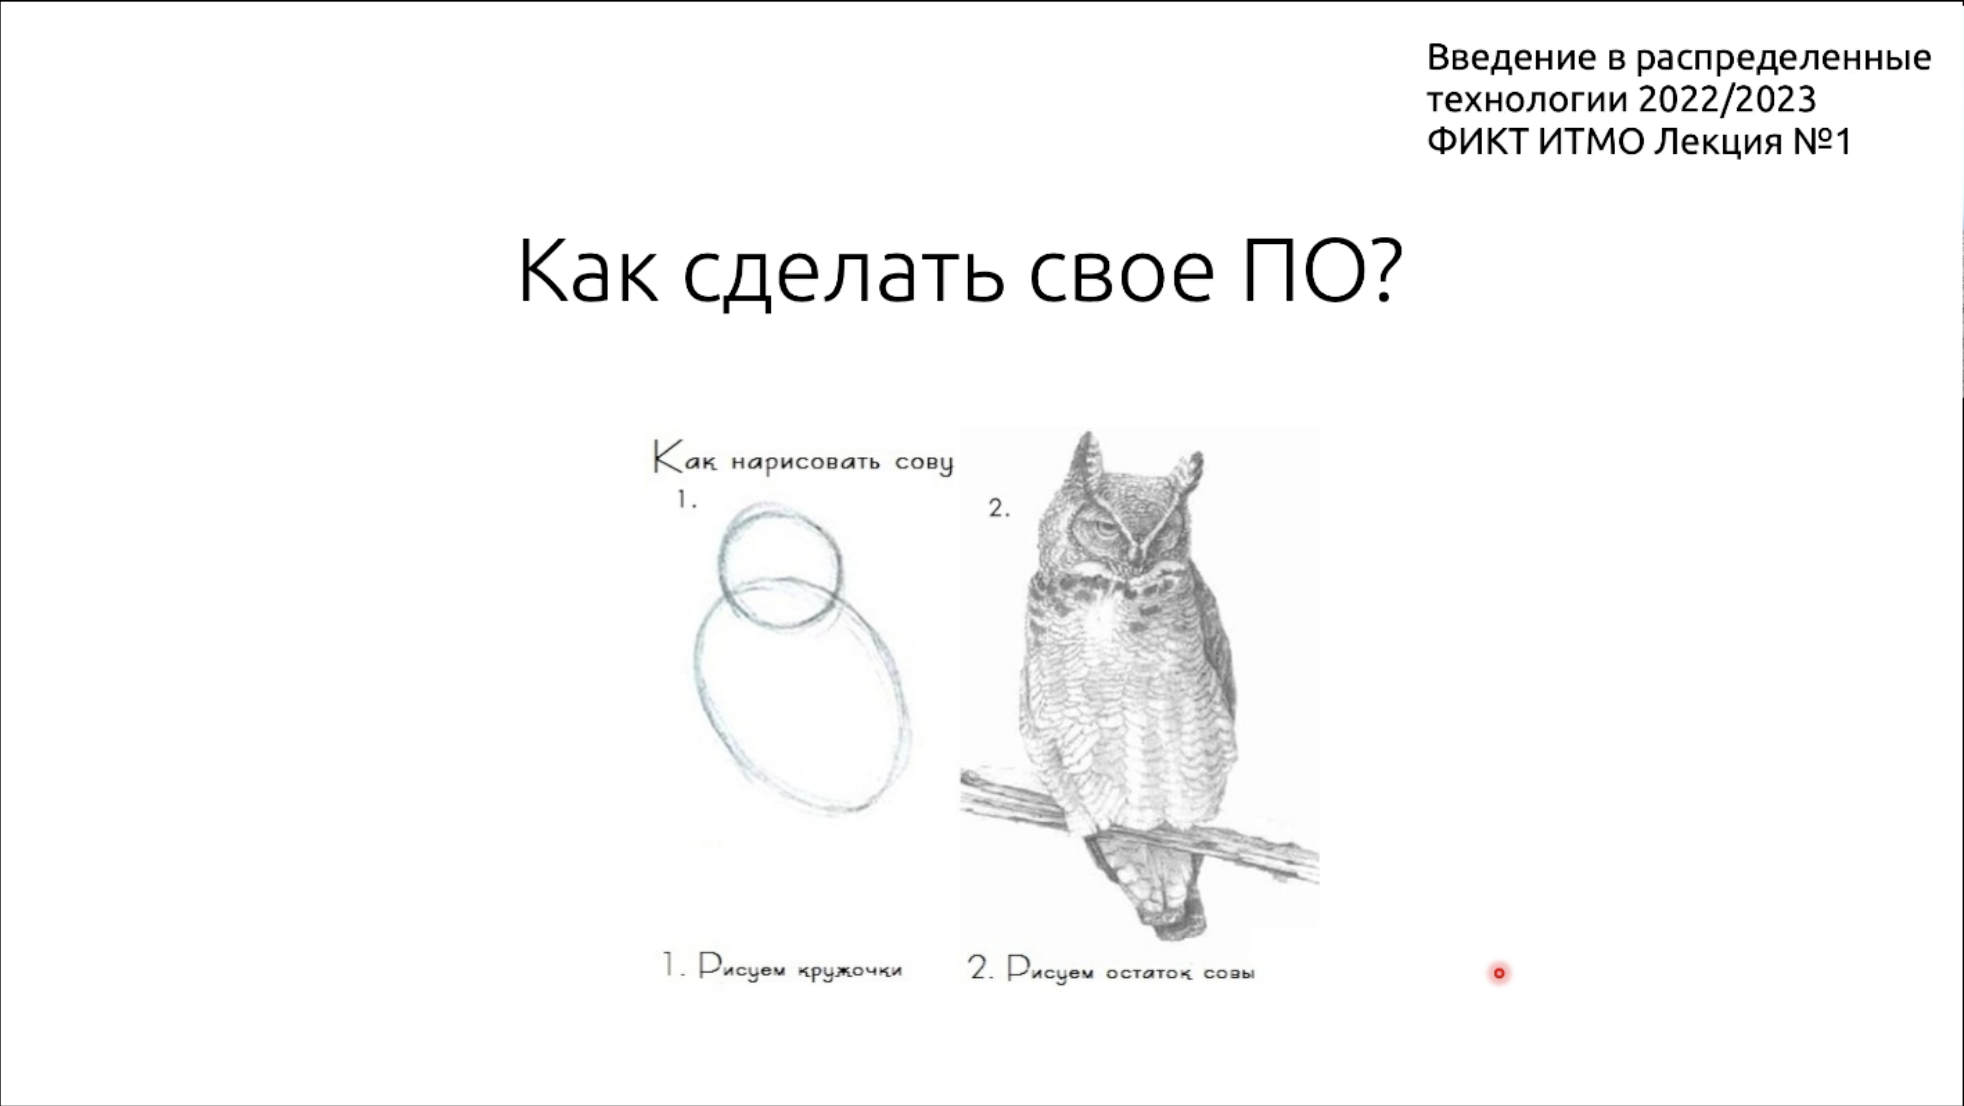 Введение в распределенные
технологии 2022/2023
ФИКТ ИТМО Лекция №1
Как сделать свое ПО?
Как нарисовать сову
1.
2.
1. Рисуем кружочки
2. Рисуем остаток совы